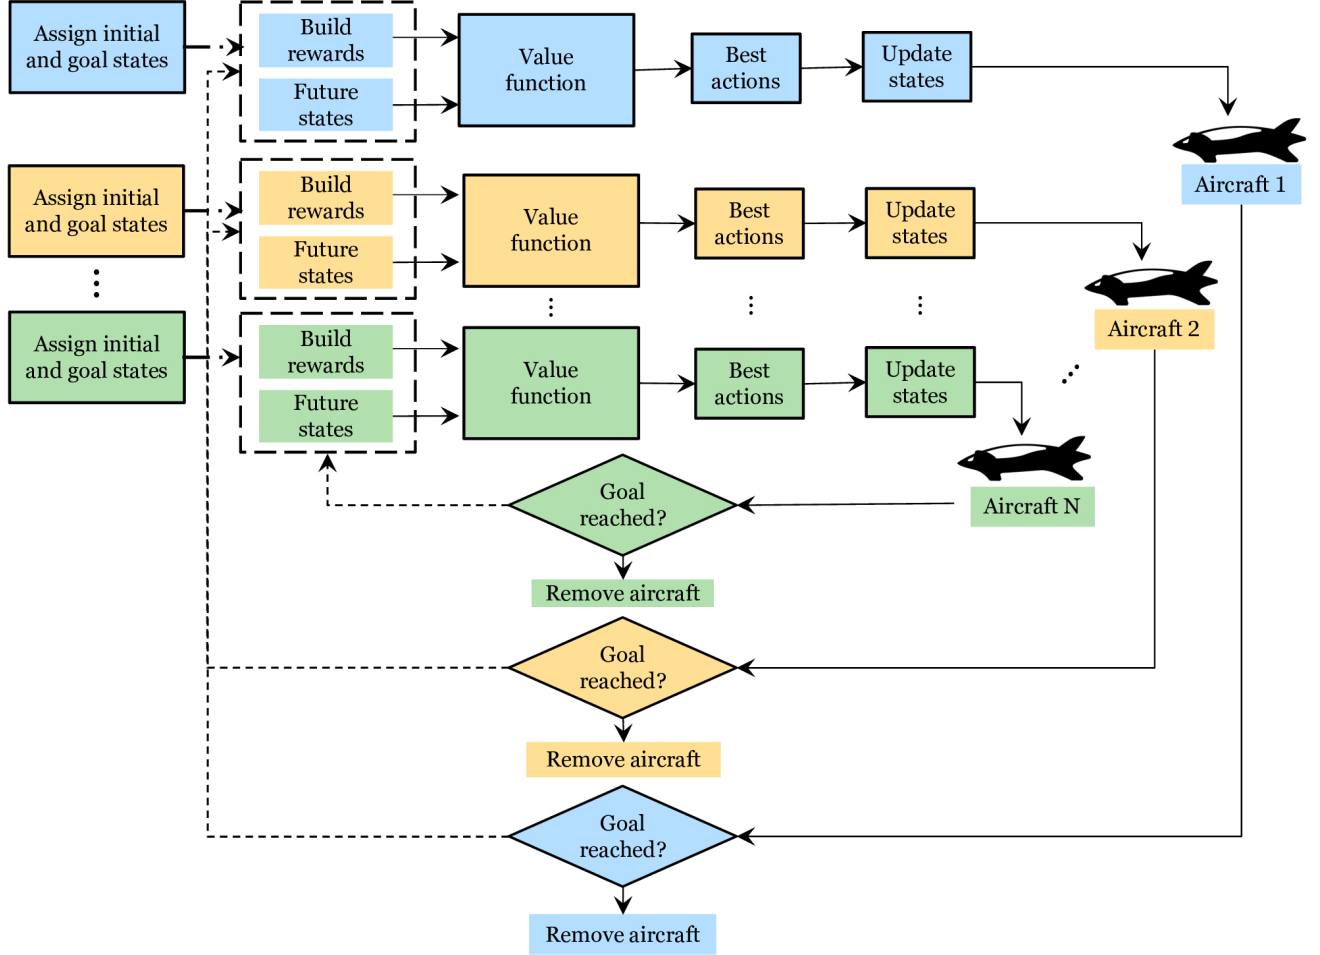 Assign initial
and goal states
Build
rewards
Future
states
Value
function
Best
actions
Update
states
Aircraft 1
Assign initial
and goal states
Build
rewards
Future
states
Value
function
Best
actions
Update
states
Aircraft 2
Assign initial
and goal states
Build
rewards
Future
states
Value
function
Best
actions
Update
states
Aircraft N
Goal
reached?
Remove aircraft
Goal
reached?
Remove aircraft
Goal
reached?
Remove aircraft